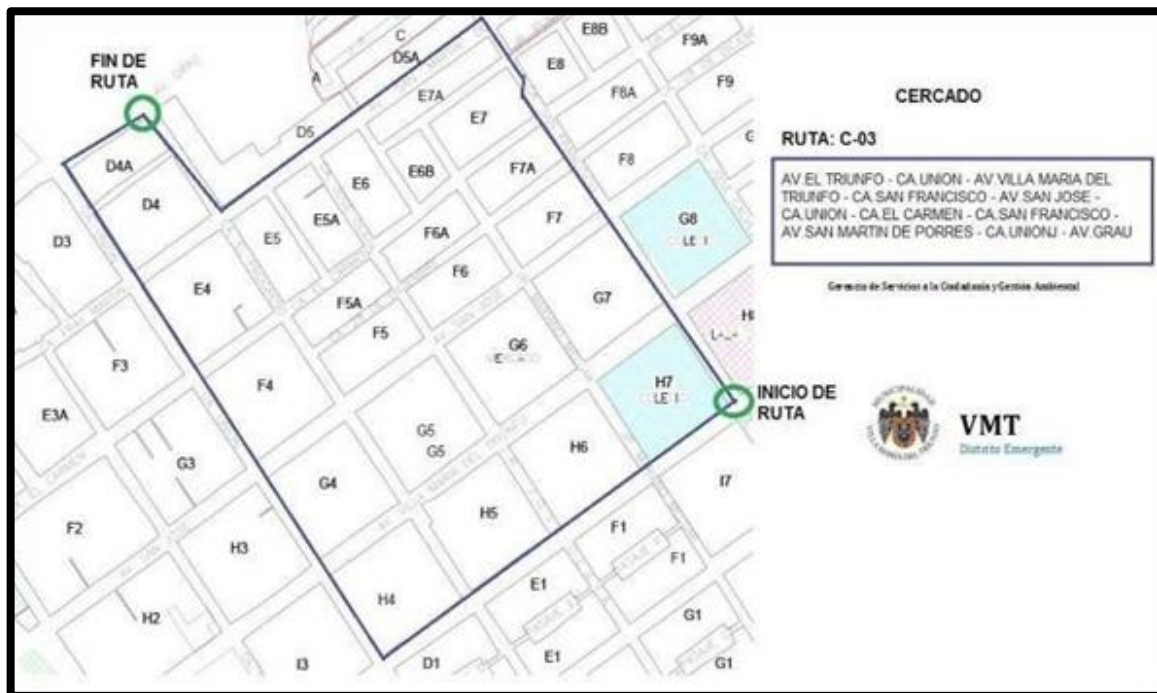 FIN DE
RUTA
E8B
F9A
C
D5A
E8
F9
A
E7A
F8A
E7
D5
F8
D4A
E6B
F7A
E6
D4
E5A
G8
F7
D3
E5
F6A
F6
E4
G7
F5A
F5
G6
F3
F4
H7
INICIO DE
RUTA
E3A
G5
G5
H6
G3
G4
I7
F2
H5
F1
H3
F1
E1
H4
H2
G1
I3
D1
E1
G1
CERCADO
RUTA: C-03
AV.EL TRIUNFO - CA.UNION - AV.VILLA MARIA DEL
TRIUNFO - CA.SAN FRANCISCO - AV.SAN JOSE -
CA.UNION - CA.EL CARMEN - CA.SAN FRANCISCO -
AV.SAN MARTIN DE PORRES - CA.UNIONJ - AV.GRAU
Gerencia de Servicios a la Ciudadanía y Gestión Ambiental
MUNICIPALIDAD
VILLA MARIA DEL TRIUNFO
VMT
Distrito Emergente